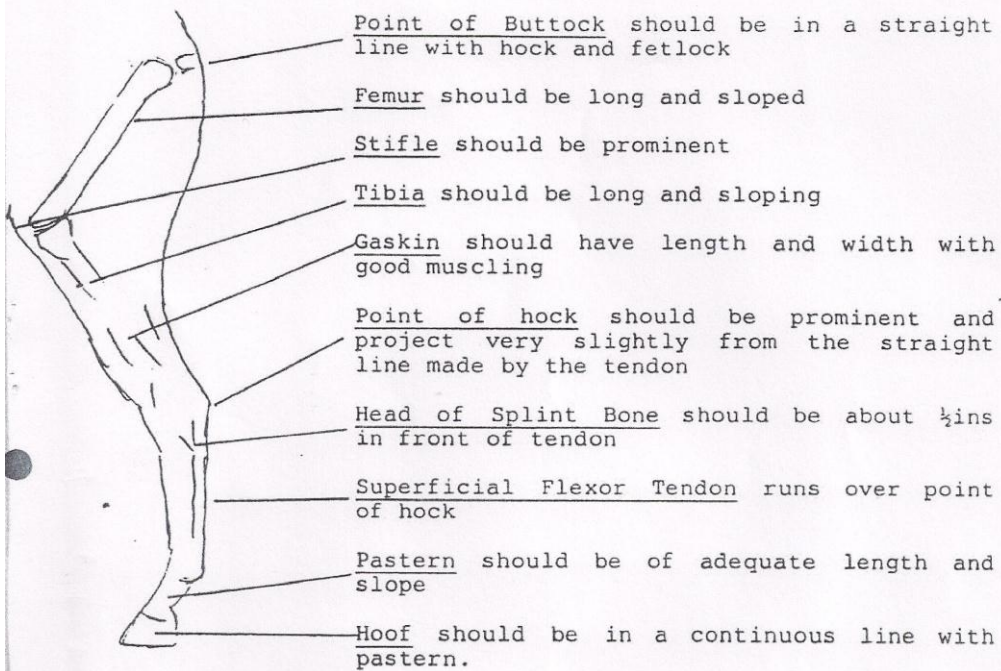 Point of Buttock should be in a straight
line with hock and fetlock
Femur should be long and sloped
Stifle should be prominent
Tibia should be long and sloping
Gaskin should have length and width with
good muscling
Point of hock should be prominent and
project very slightly from the straight
line made by the tendon
Head of Splint Bone should be about ½ins
in front of tendon
Superficial Flexor Tendon runs over point
of hock
Pastern should be of adequate length and
slope
Hoof should be in a continuous line with
pastern.